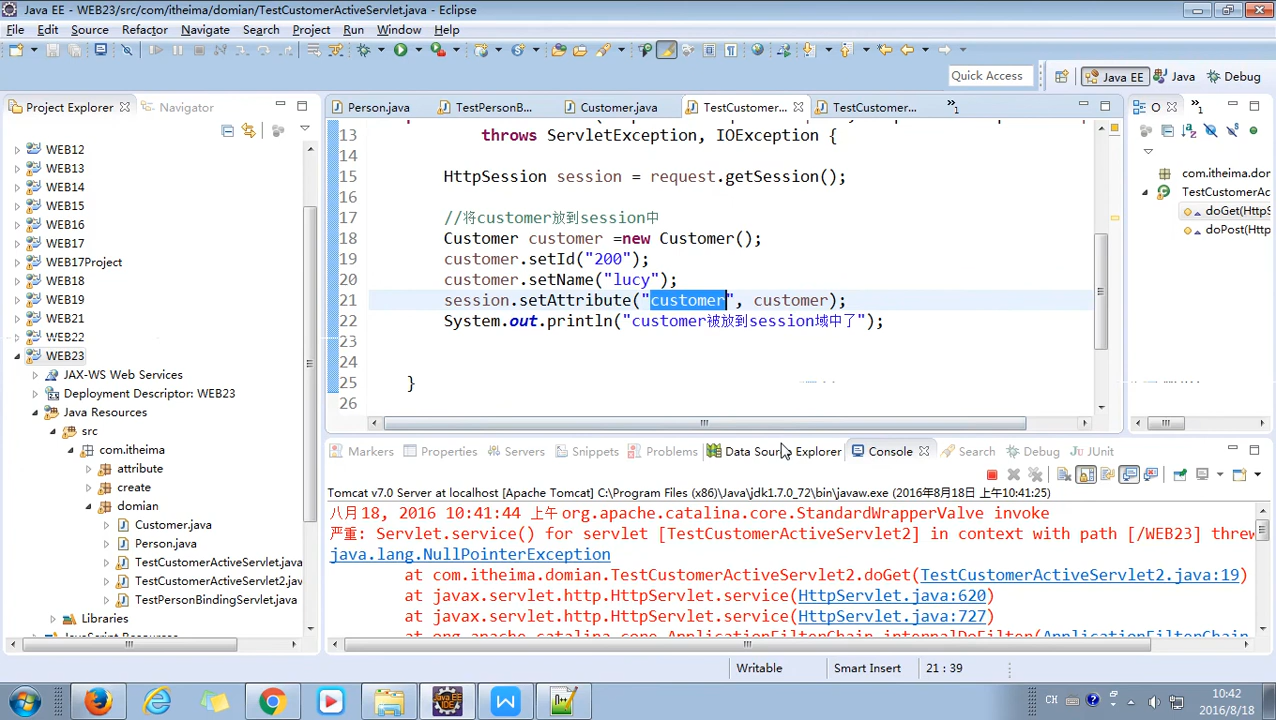 Java EE - WEB23/src/com/itheima/domian/TestCustomerActiveServlet.java - Eclipse
File Edit Source Refactor Navigate Search Project Run Window Help
Quick Access
Java EE
Java
Debug
Project Explorer
Navigator
WEB12
WEB13
WEB14
WEB15
WEB16
WEB17
WEB17Project
WEB18
WEB19
WEB21
WEB22
WEB23
JAX-WS Web Services
Deployment Descriptor: WEB23
Java Resources
src
com.itheima
attribute
create
domian
Customer.java
Person.java
TestCustomerActiveServlet.java
TestCustomerActiveServlet2.java
TestPersonBindingServlet.java
Libraries
Person.java
TestPersonB...
Customer.java
TestCustomer...
TestCustomer...
»1
13 throws ServletException, IOException {
14
15 HttpSession session = request.getSession();
16
17 //将customer放到session中
18 Customer customer =new Customer();
19 customer.setId("200");
20 customer.setName("lucy");
21 session.setAttribute("customer", customer);
22 System.out.println("customer被放到session域中了");
23
24
25 }
26
O
»1
com.itheima.dor
TestCustomerAc
doGet(HttpS
doPost(Http
Markers
Properties
Servers
Snippets
Problems
Data Source Explorer
Console
Search
Debug
JUnit
Tomcat v7.0 Server at localhost [Apache Tomcat] C:\Program Files (x86)\Java\jdk1.7.0_72\bin\javaw.exe (2016年8月18日 上午10:41:25)
八月18, 2016 10:41:44 上午 org.apache.catalina.core.StandardWrapperValve invoke
严重: Servlet.service() for servlet [TestCustomerActiveServlet2] in context with path [/WEB23] threw
java.lang.NullPointerException
at com.itheima.domian.TestCustomerActiveServlet2.doGet(TestCustomerActiveServlet2.java:19)
at javax.servlet.http.HttpServlet.service(HttpServlet.java:620)
at javax.servlet.http.HttpServlet.service(HttpServlet.java:727)
at org.apache.catalina.core.ApplicationFilterChain.internalDoFilter(ApplicationFilterChain
Writable
Smart Insert
21 : 39
CH
10:42
2016/8/18